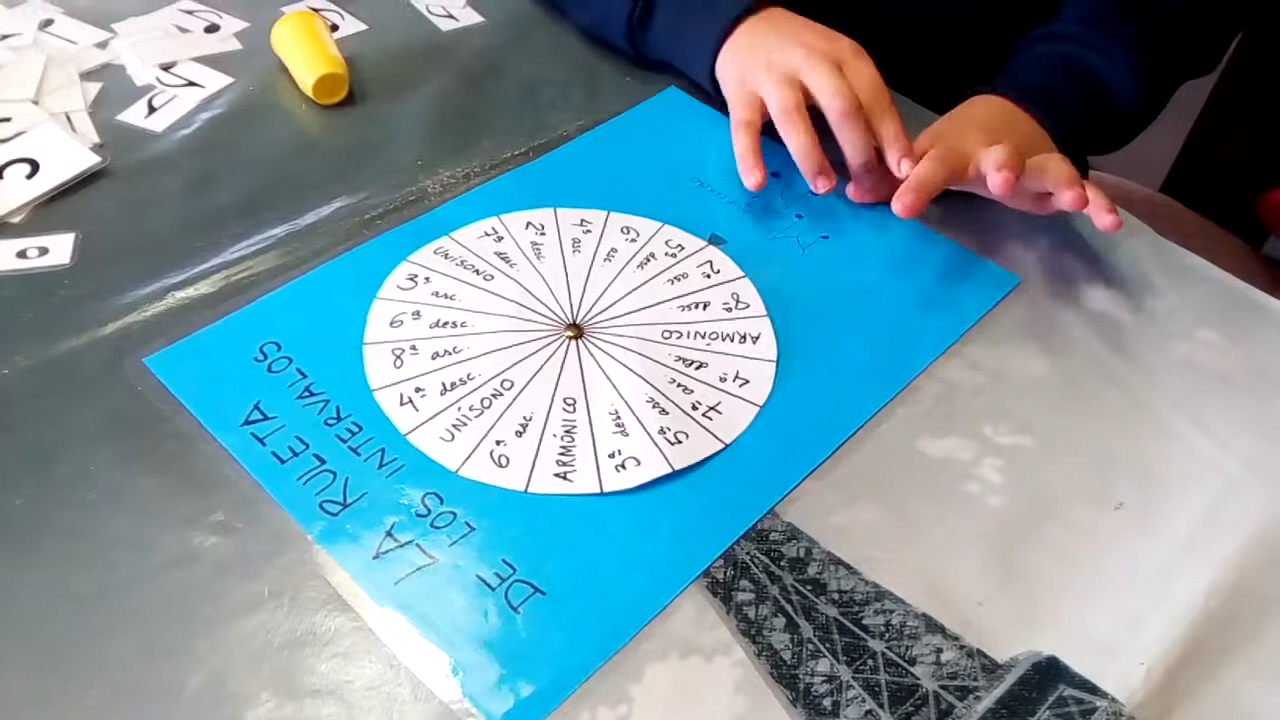 LA RULETA
DE LOS INTERVALOS
5ª desc.
2ª asc.
8ª desc.
ARMÓNICO
4ª desc.
7ª asc.
5ª asc.
3ª desc.
ARMÓNICO
6ª asc.
UNÍSONO
4ª desc.
8ª asc.
6ª desc.
3ª asc.
UNÍSONO
7ª desc.
2ª desc.
4ª asc.
6ª asc.